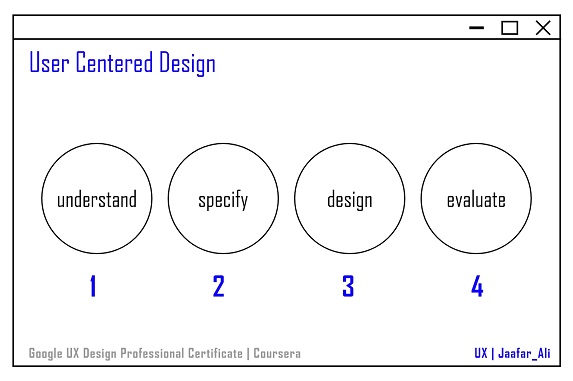 User Centered Design
understand specify design evaluate
1 2 3 4
Google UX Design Professional Certificate | Coursera
UX | Jaafar_Ali